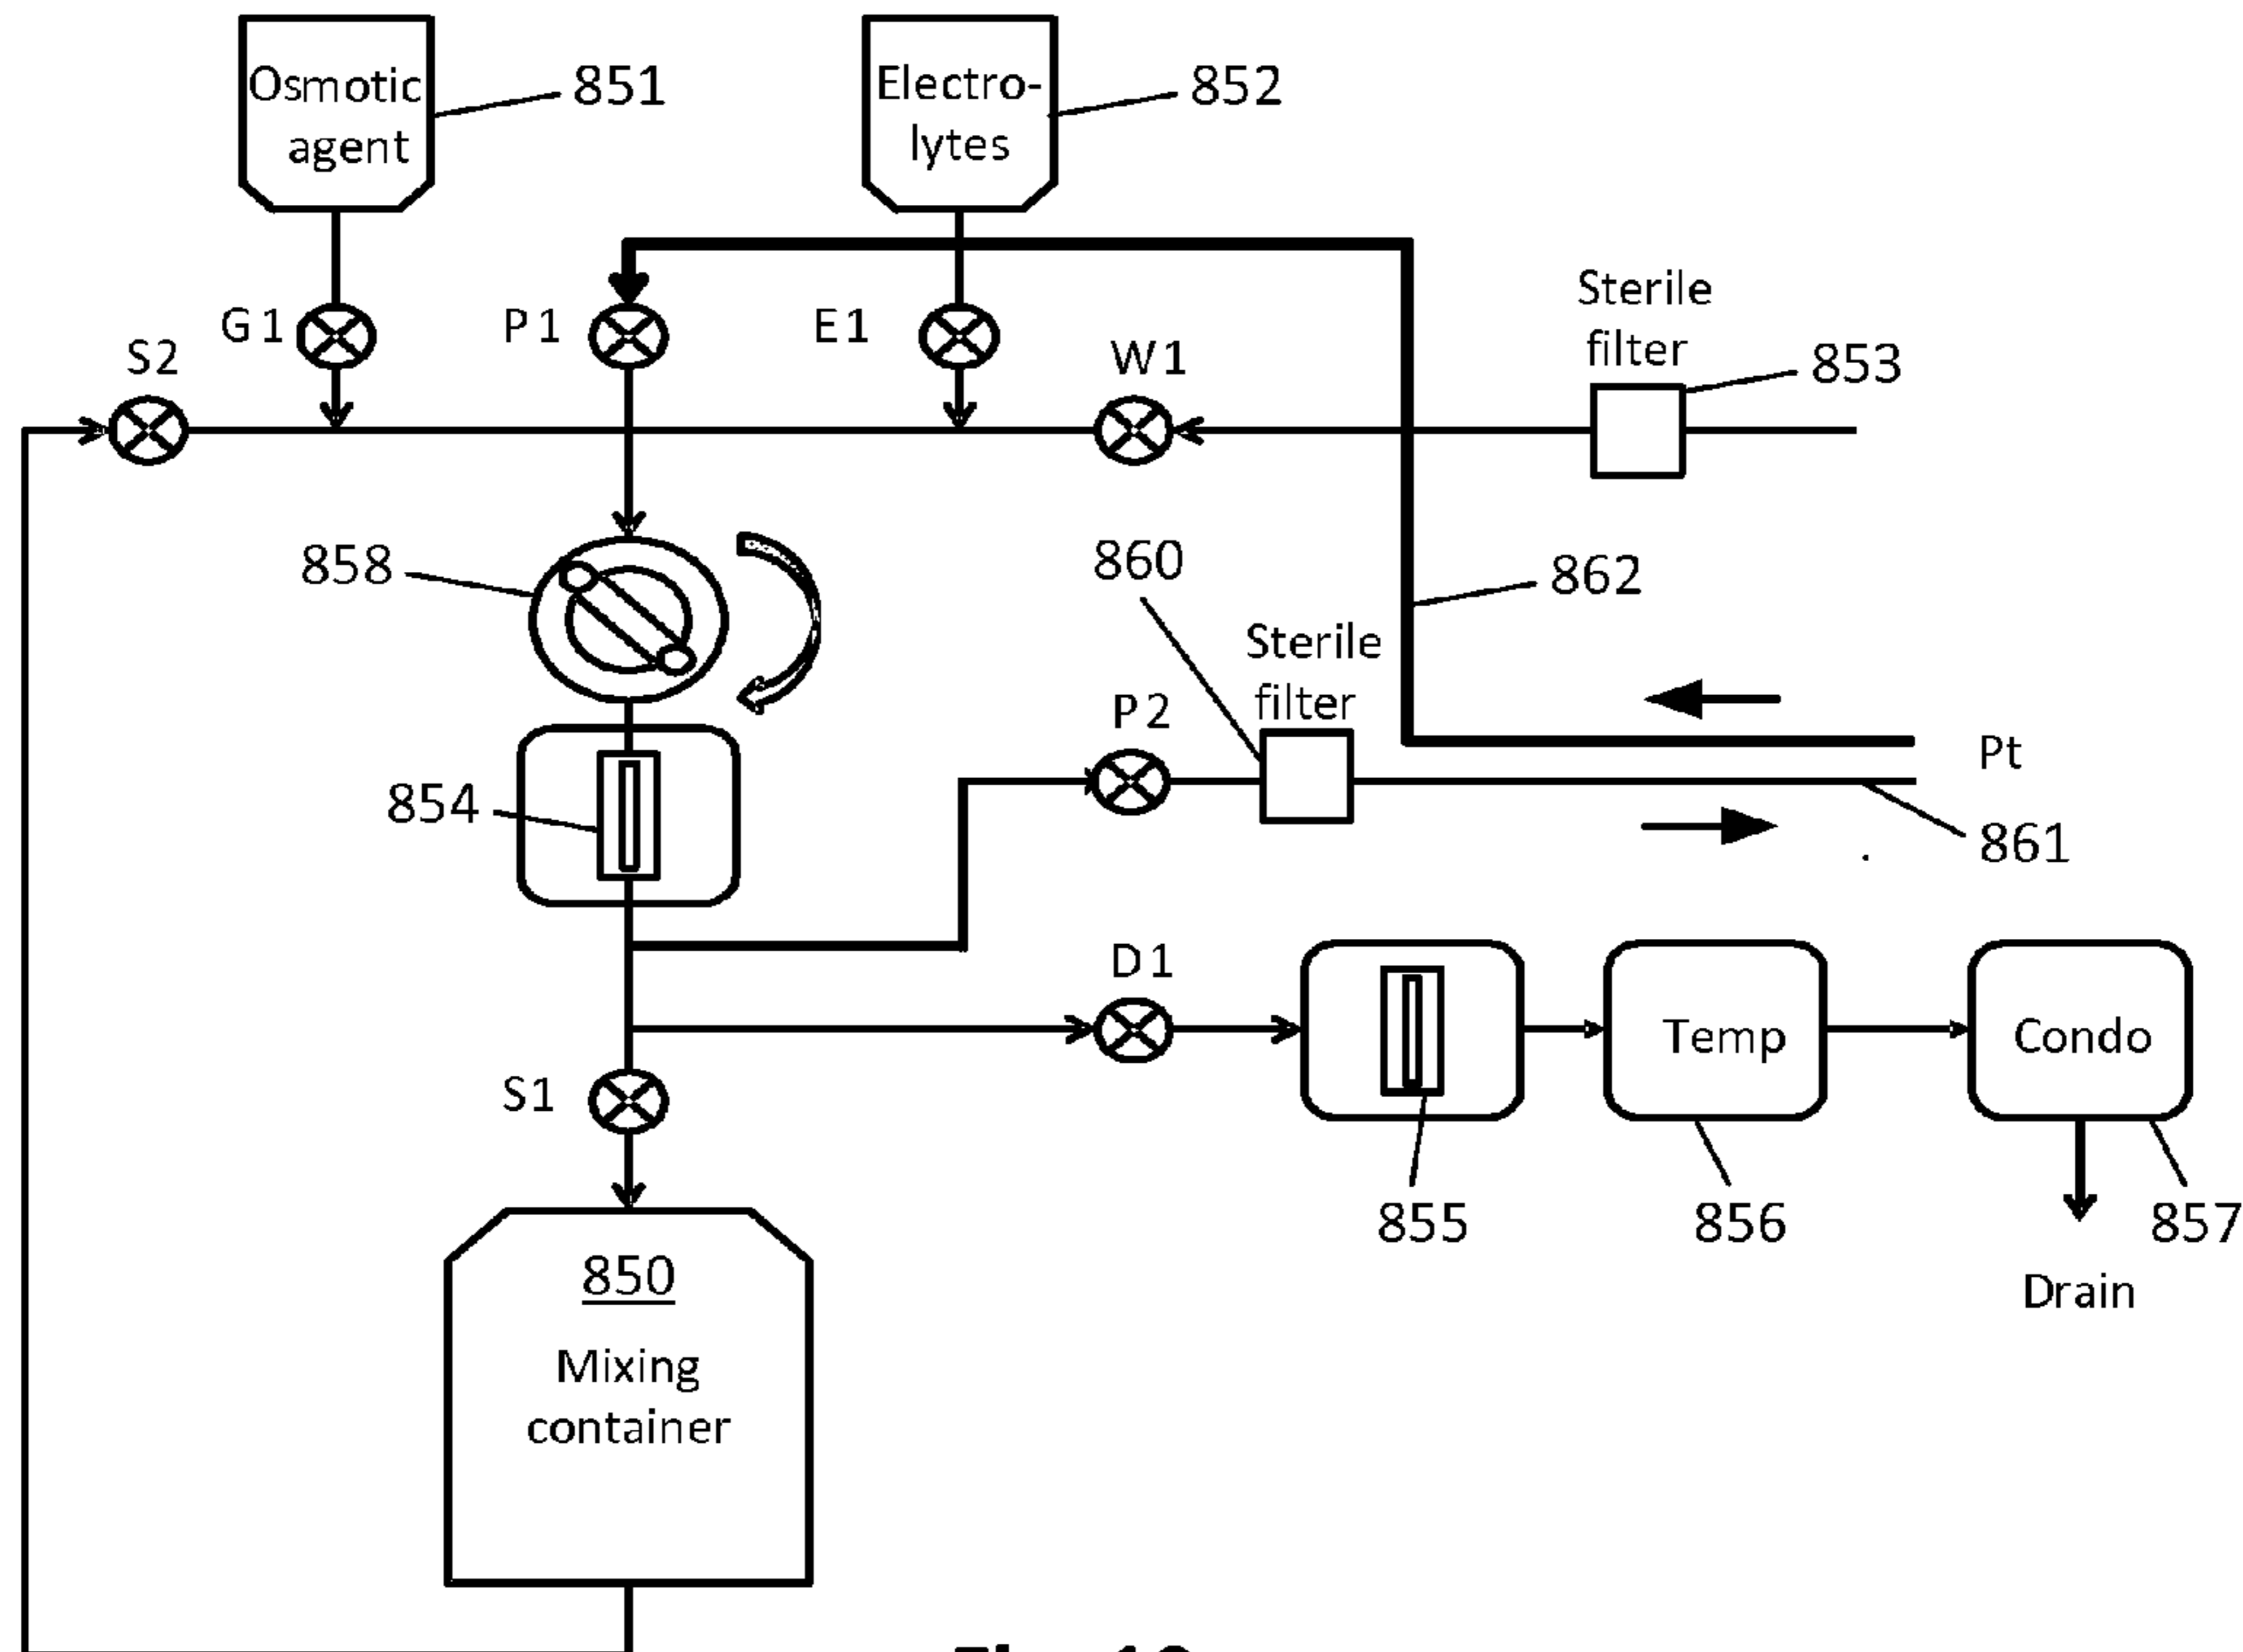 Osmotic
agent
851
Electro-
lytes
852
Sterile
filter
853
G1
P1
E1
S2
W1
858
860
862
Sterile
filter
P2
Pt
854
861
D1
Temp
Condo
S1
855
856
857
850
Drain
Mixing
container